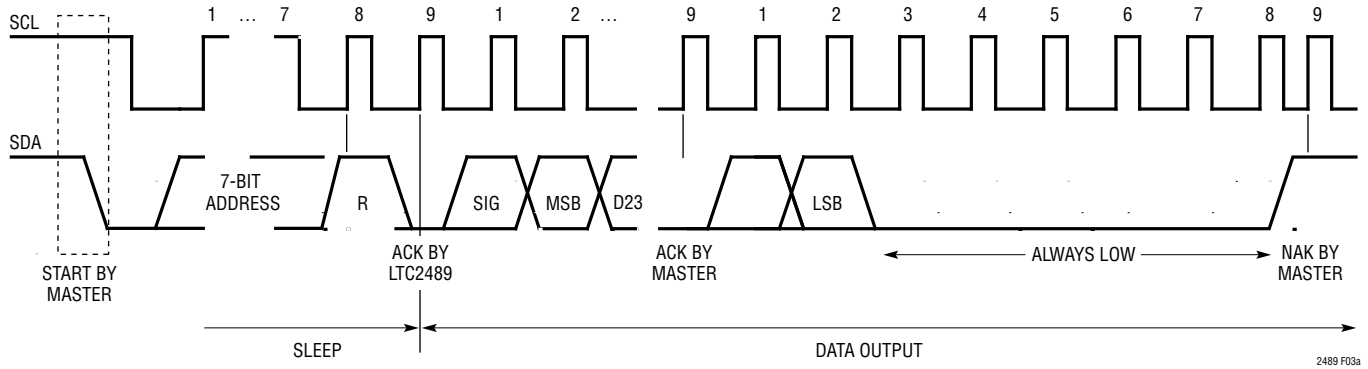 1 … 7 8 9 1 2 … 9 1 2 3 4 5 6 7 8 9
SCL
SDA
7-BIT
ADDRESS
R
SIG
MSB
D23
LSB
START BY
MASTER
ACK BY
LTC2489
ACK BY
MASTER
ALWAYS LOW
NAK BY
MASTER
SLEEP
DATA OUTPUT
2489 F03a